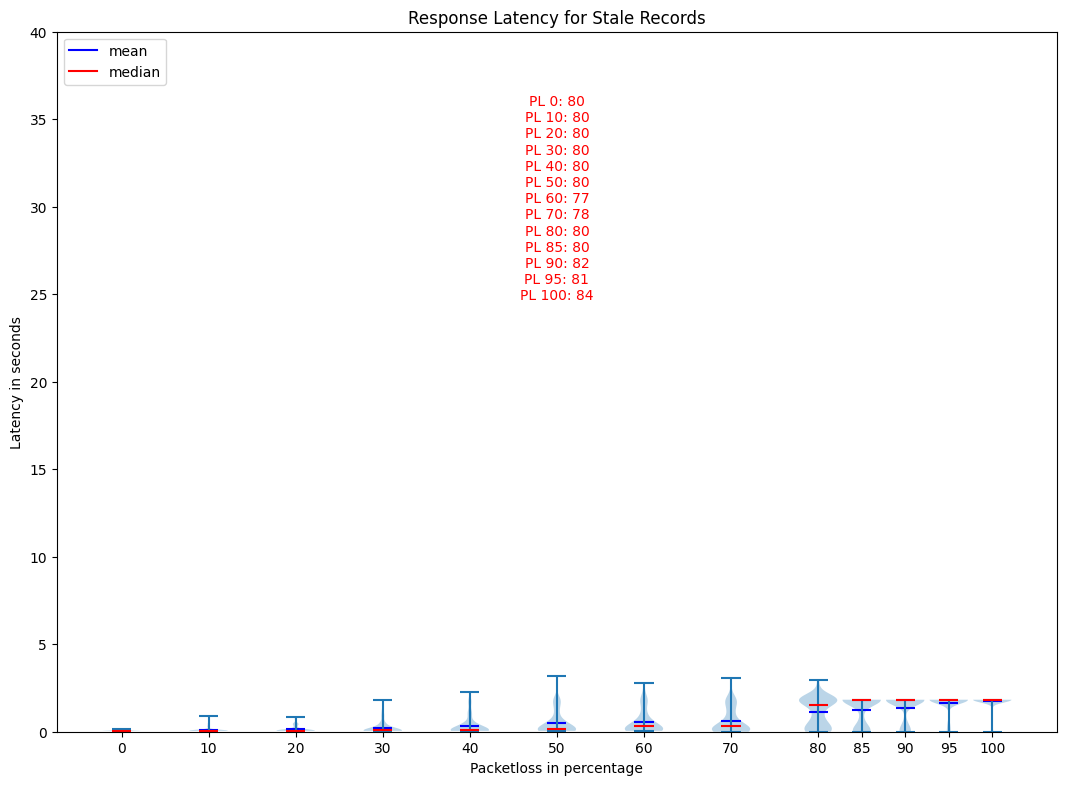 Response Latency for Stale Records
mean
median
PL 0: 80
PL 10: 80
PL 20: 80
PL 30: 80
PL 40: 80
PL 50: 80
PL 60: 77
PL 70: 78
PL 80: 80
PL 85: 80
PL 90: 82
PL 95: 81
PL 100: 84
Latency in seconds
40
35
30
25
20
15
10
5
0
0 10 20 30 40 50 60 70 80 85 90 95 100
Packetloss in percentage